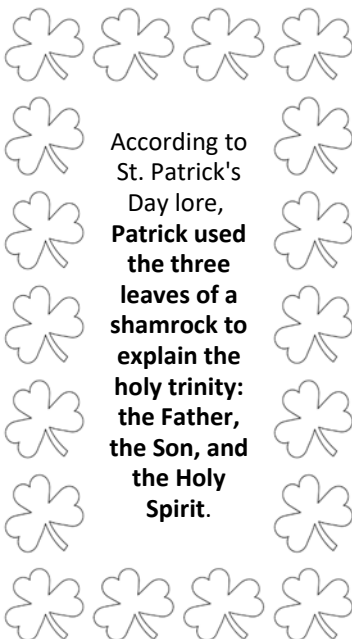 According to
St. Patrick's
Day lore,
Patrick used
the three
leaves of a
shamrock to
explain the
holy trinity:
the Father,
the Son, and
the Holy
Spirit.